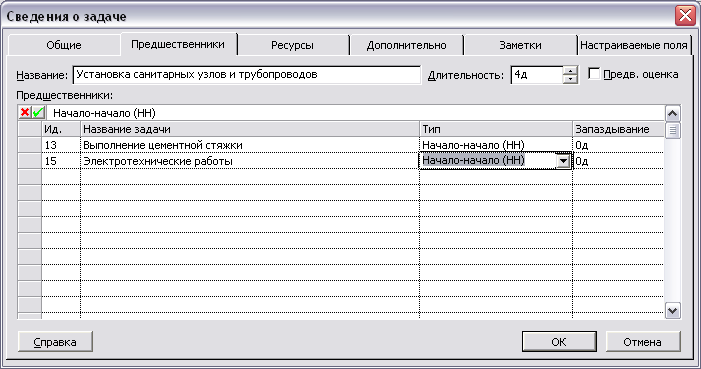 Сведения о задаче
Общие Предшественники Ресурсы Дополнительно Заметки Настраиваемые поля
Название: Установка санитарных узлов и трубопроводов Длительность: 4д Предв. оценка
Предшественники:
Начало-начало (НН)
Ид. Название задачи Тип Запаздывание
13 Выполнение цементной стяжки Начало-начало (НН) 0д
15 Электротехнические работы Начало-начало (НН) 0д
Справка ОК Отмена